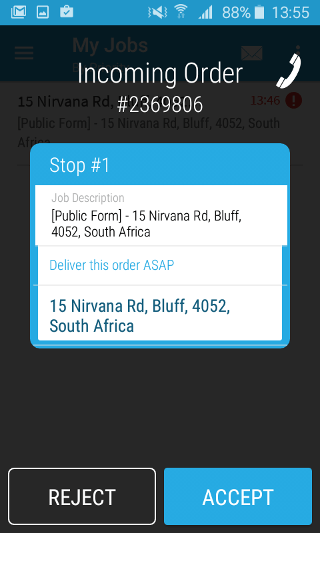 88% 13:55
My Jobs
Incoming Order
#2369806
15 Nirvana Rd, 13:46
[Public Form] - 15 Nirvana Rd, Bluff, 4052, South
Stop #1
Job Description
[Public Form] - 15 Nirvana Rd, Bluff,
4052, South Africa
Deliver this order ASAP
15 Nirvana Rd, Bluff, 4052,
South Africa
REJECT ACCEPT